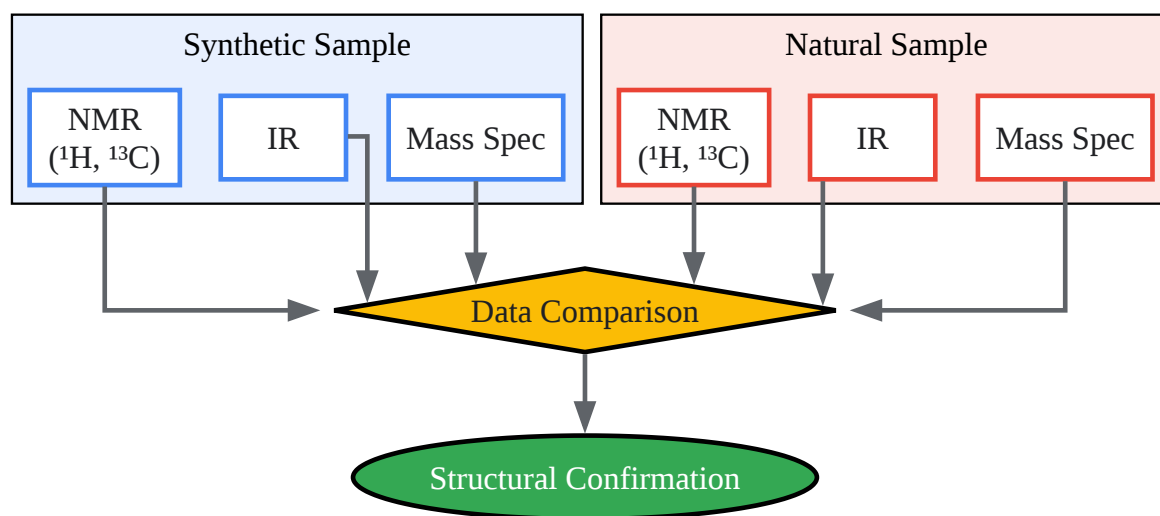 Synthetic Sample
NMR
(¹H, ¹³C)
IR
Mass Spec
Natural Sample
NMR
(¹H, ¹³C)
IR
Mass Spec
Data Comparison
Structural Confirmation